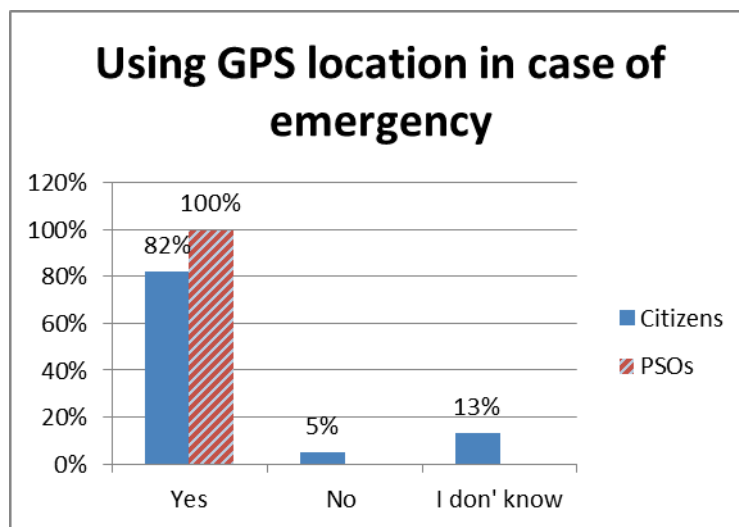 Using GPS location in case of
emergency
120%
100%
80%
60%
40%
20%
0%
82%
100%
5%
13%
Yes
No
I don' know
Citizens
PSOs